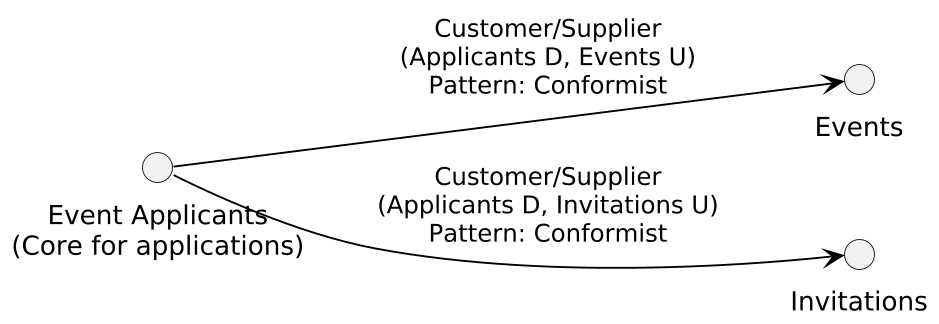 Customer/Supplier
(Applicants D, Events U)
Pattern: Conformist
Events
Customer/Supplier
(Applicants D, Invitations U)
Pattern: Conformist
Event Applicants
(Core for applications)
Invitations